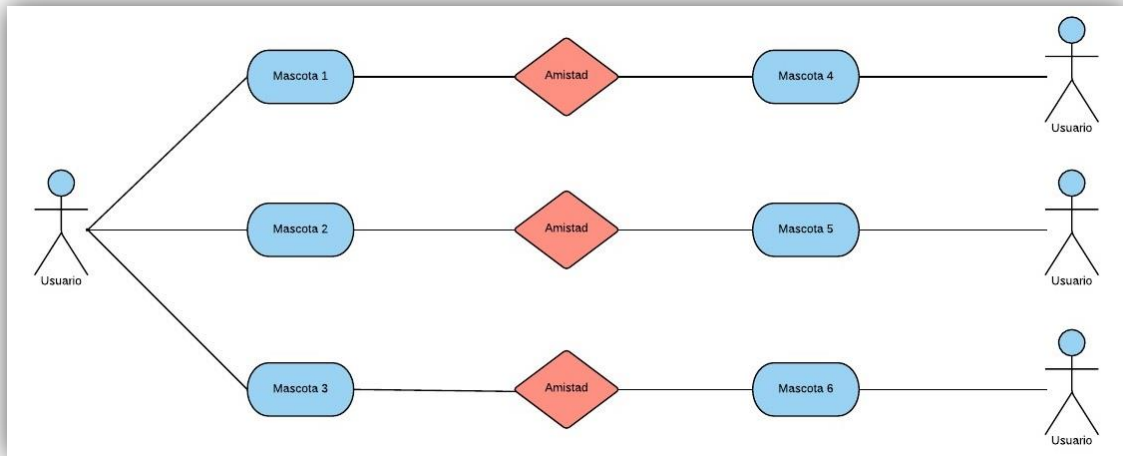 Mascota 1
Amistad
Mascota 4
Usuario
Mascota 2
Amistad
Mascota 5
Usuario
Usuario
Mascota 3
Amistad
Mascota 6
Usuario